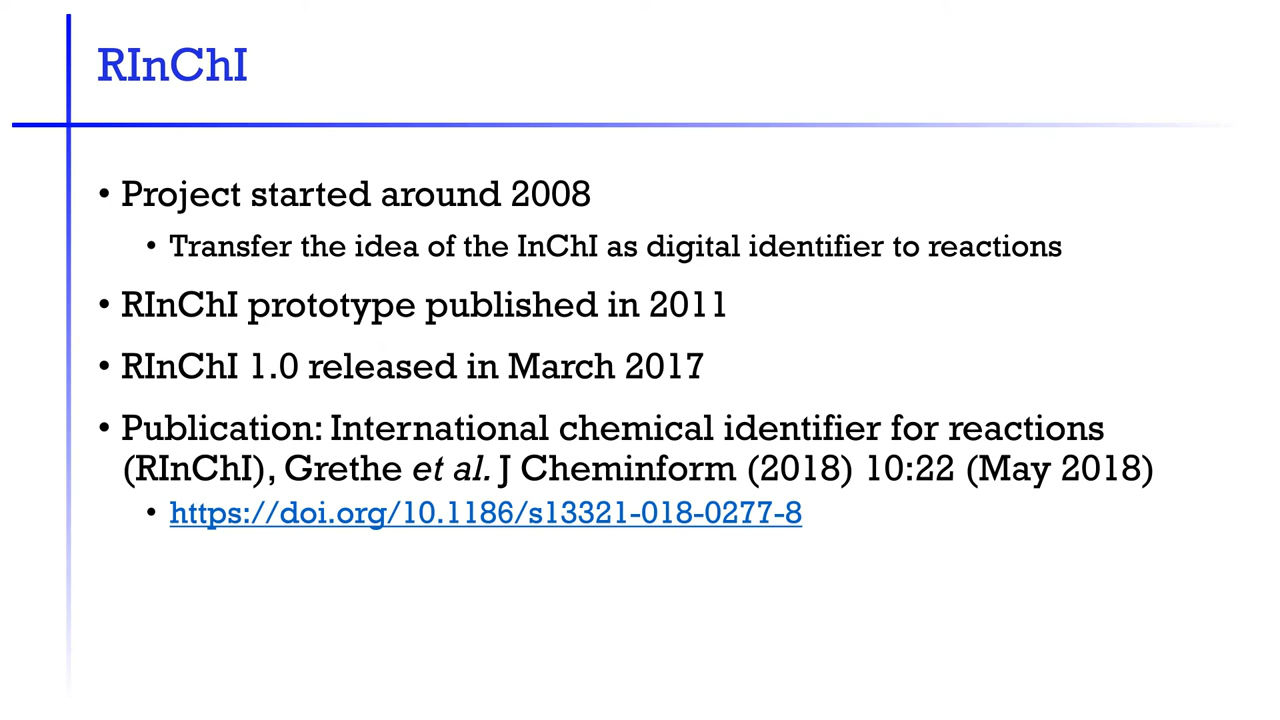 RInChI
• Project started around 2008
• Transfer the idea of the InChI as digital identifier to reactions
• RInChI prototype published in 2011
• RInChI 1.0 released in March 2017
• Publication: International chemical identifier for reactions
(RInChI), Grethe et al. J Cheminform (2018) 10:22 (May 2018)
• https://doi.org/10.1186/s13321-018-0277-8